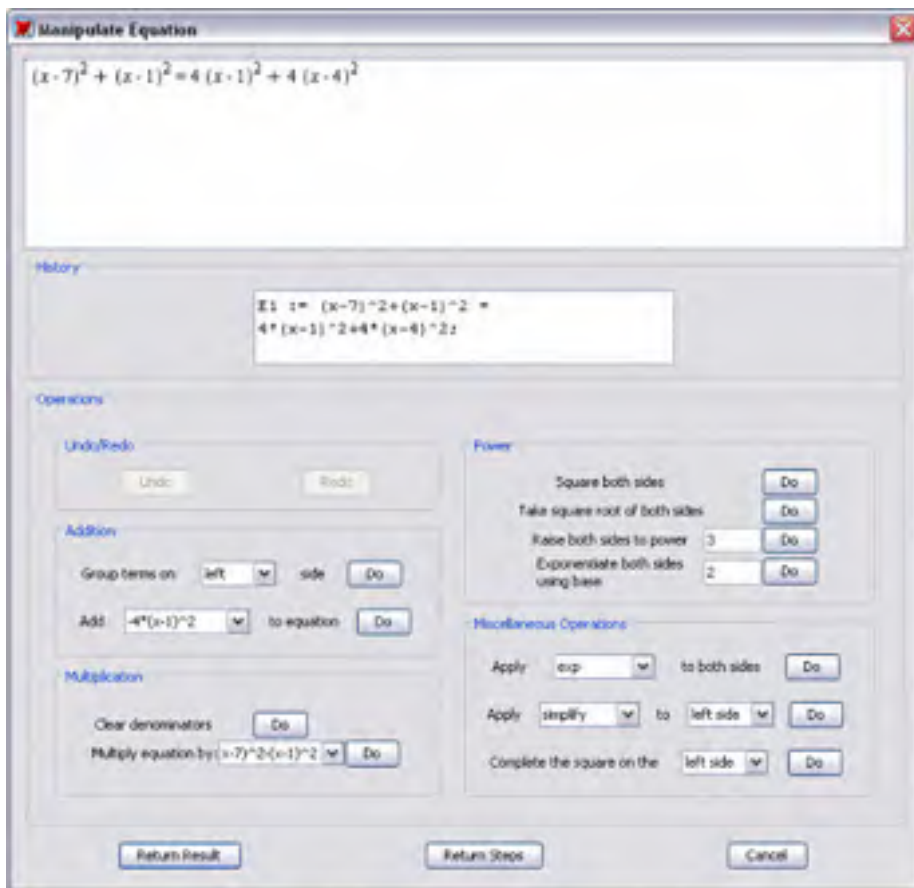 Manipulate Equation
(x - 7)² + (x - 1)² = 4 (x - 1)² + 4 (x - 4)²
History
E1 := (x-7)^2+(x-1)^2 =
4*(x-1)^2+4*(x-4)^2;
Operations
Undo/Redo
Undo Redo
Addition
Group terms on left side Do
Add -4*(x-1)^2 to equation Do
Multiplication
Clear denominators Do
Multiply equation by (x-7)^2-(x-1)^2 Do
Power
Square both sides Do
Take square root of both sides Do
Raise both sides to power 3 Do
Exponentiate both sides
using base 2 Do
Miscellaneous Operations
Apply exp to both sides Do
Apply simplify to left side Do
Complete the square on the left side Do
Return Result Return Steps Cancel